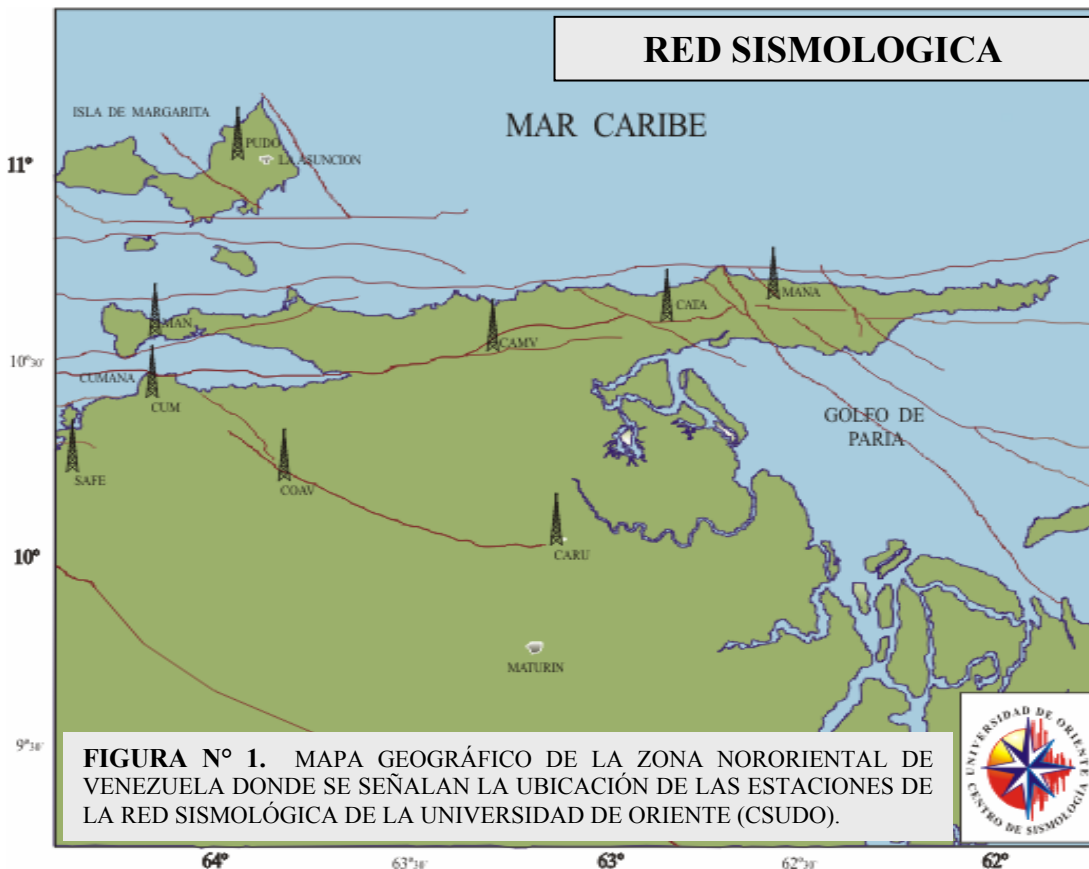 RED SISMOLOGICA
ISLA DE MARGARITA
MAR CARIBE
PUDO
LA ASUNCION
11°
MANA
CATA
MAN
CAMV
10°30'
CUMANA
CUM
GOLFO DE
PARIA
SAFE
COAV
10°
CARU
MATURIN
9°30'
FIGURA N° 1. MAPA GEOGRÁFICO DE LA ZONA NORORIENTAL DE
VENEZUELA DONDE SE SEÑALAN LA UBICACIÓN DE LAS ESTACIONES DE
LA RED SISMOLÓGICA DE LA UNIVERSIDAD DE ORIENTE (CSUDO).
UNIVERSIDAD DE ORIENTE
CENTRO DE SISMOLOGÍA
64° 63°30' 63° 62°30' 62°